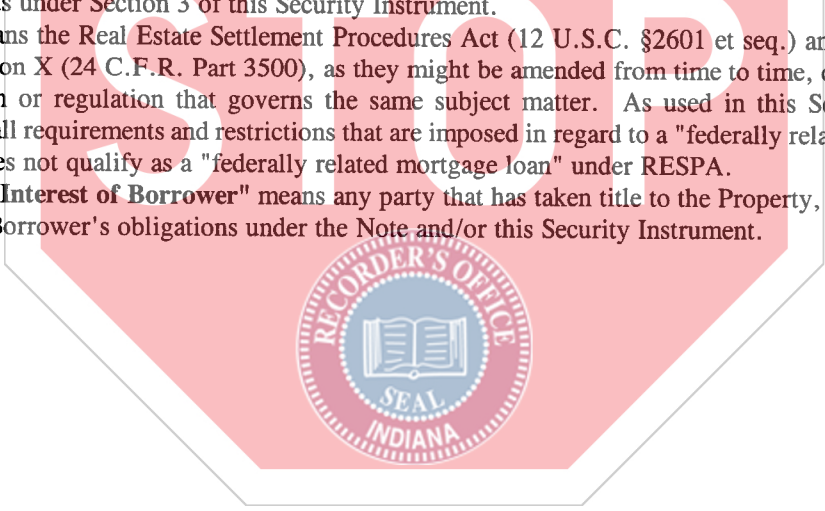 s under Section 3 of this Security Instrument.
ns the Real Estate Settlement Procedures Act (12 U.S.C. §2601 et seq.) an
on X (24 C.F.R. Part 3500), as they might be amended from time to time,
or regulation that governs the same subject matter. As used in this Se
ll requirements and restrictions that are imposed in regard to a "federally rela
es not qualify as a "federally related mortgage loan" under RESPA.
Interest of Borrower" means any party that has taken title to the Property,
orrower's obligations under the Note and/or this Security Instrument.
STOP
RECORDER'S OFFICE
SEAL
INDIANA